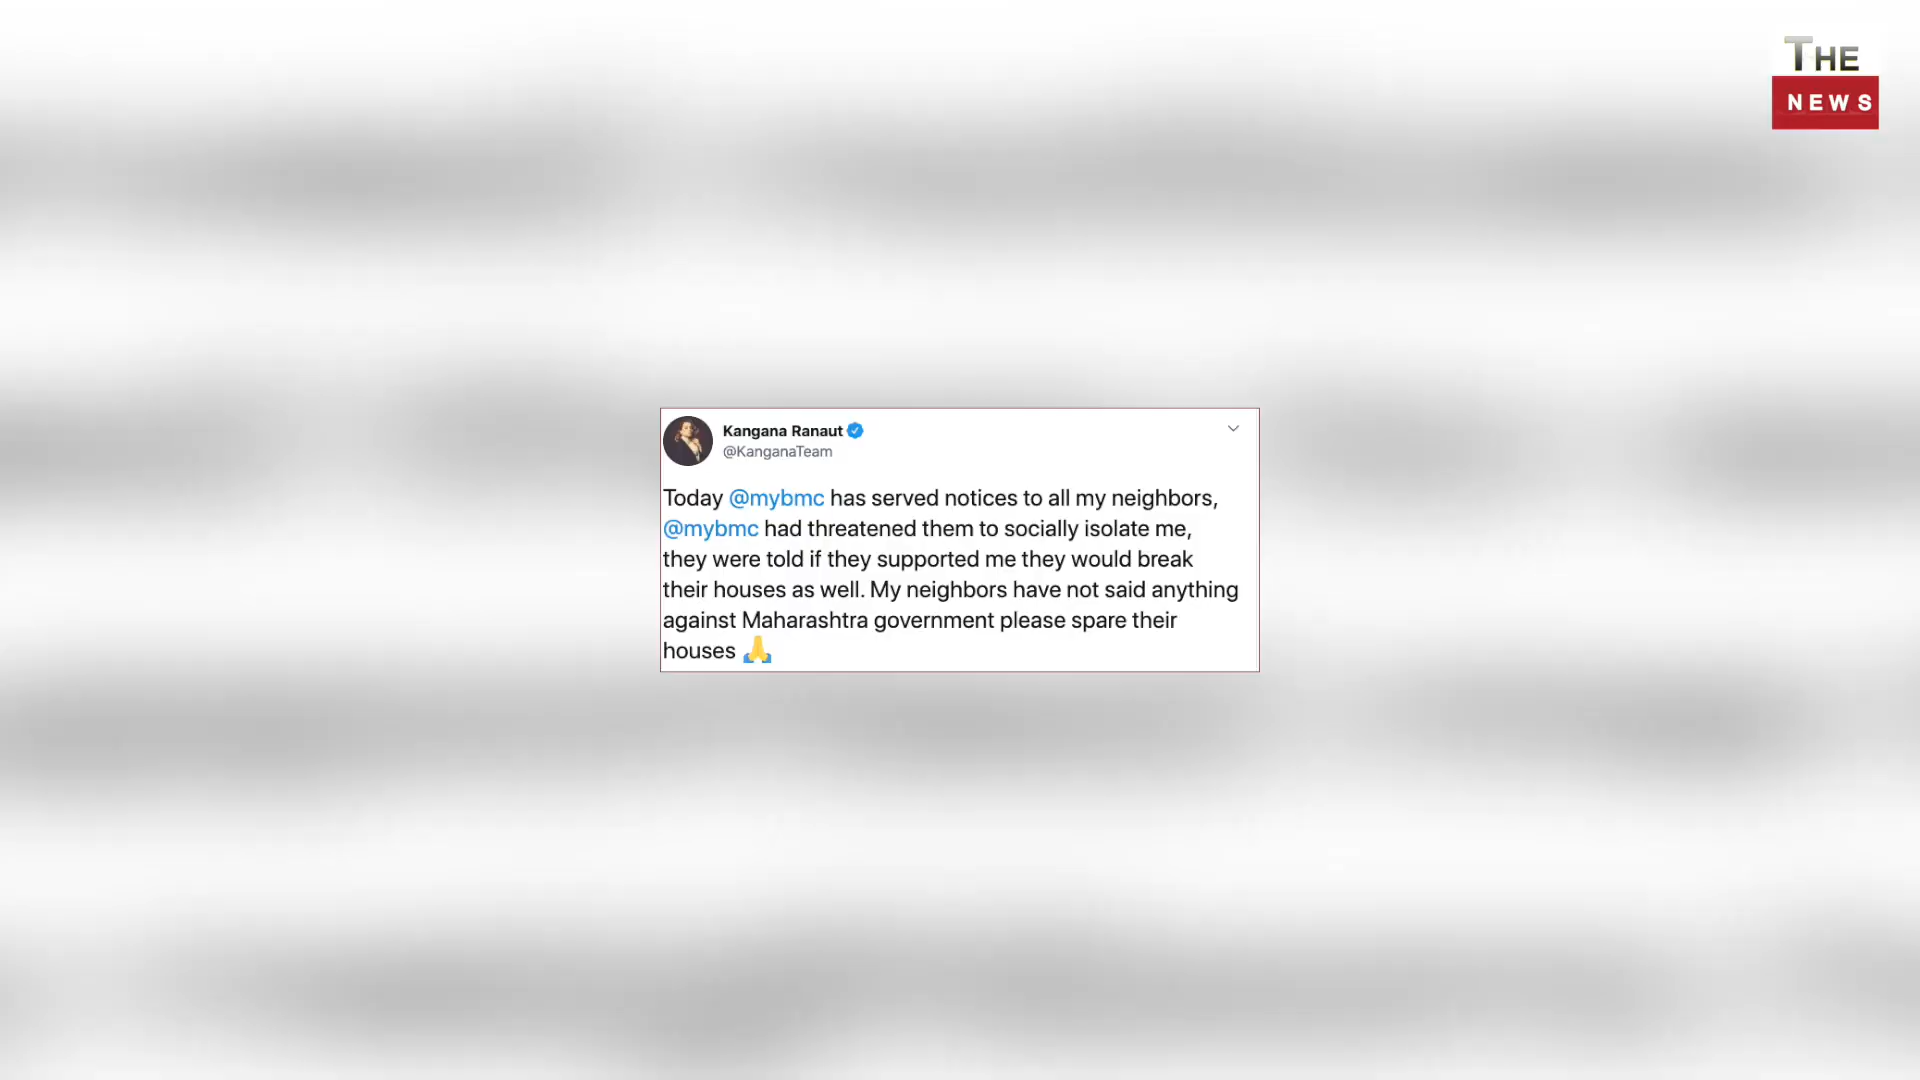 THE
NEWS
Kangana Ranaut
@KanganaTeam
Today @mybmc has served notices to all my neighbors,
@mybmc had threatened them to socially isolate me,
they were told if they supported me they would break
their houses as well. My neighbors have not said anything
against Maharashtra government please spare their
houses 🙏